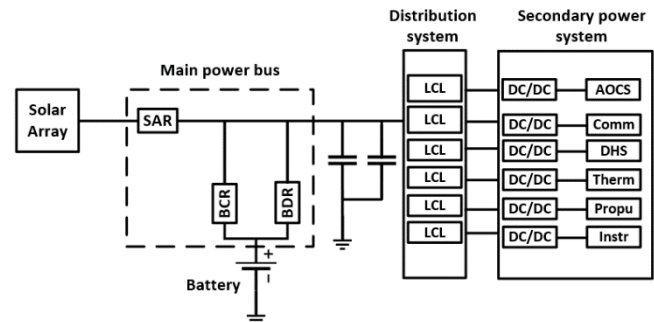 Distribution
system
Secondary power
system
Main power bus
Solar
Array
SAR
BCR
BDR
Battery
+
–
LCL
LCL
LCL
LCL
LCL
LCL
DC/DC
AOCS
DC/DC
Comm
DC/DC
DHS
DC/DC
Therm
DC/DC
Propu
DC/DC
Instr